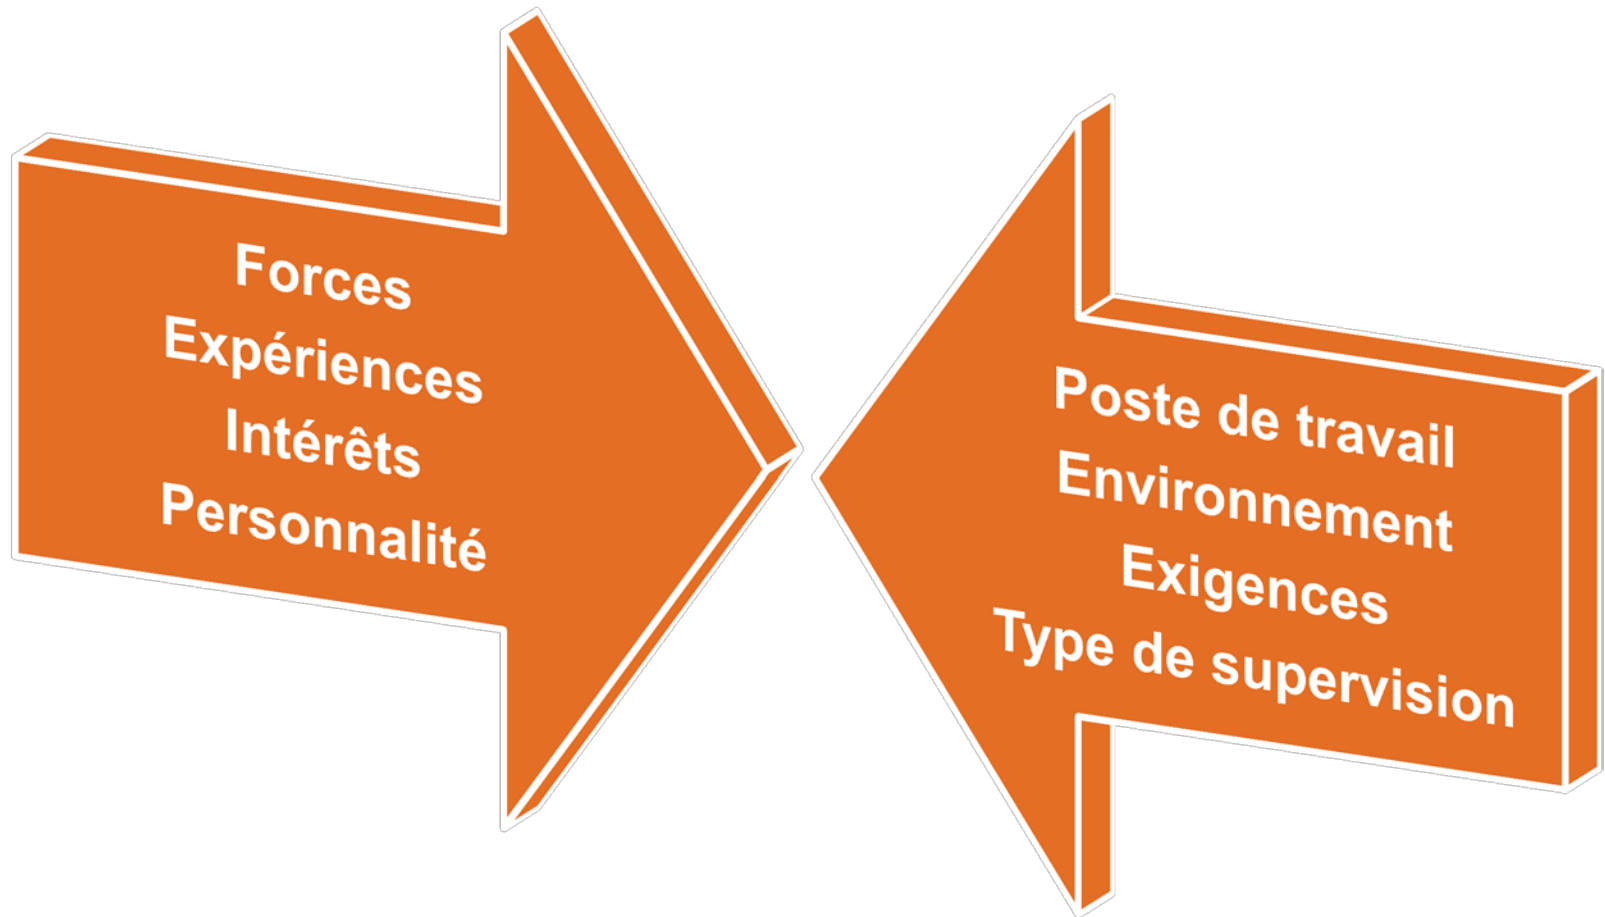 Forces
Expériences
Intérêts
Personnalité
Poste de travail
Environnement
Exigences
Type de supervision